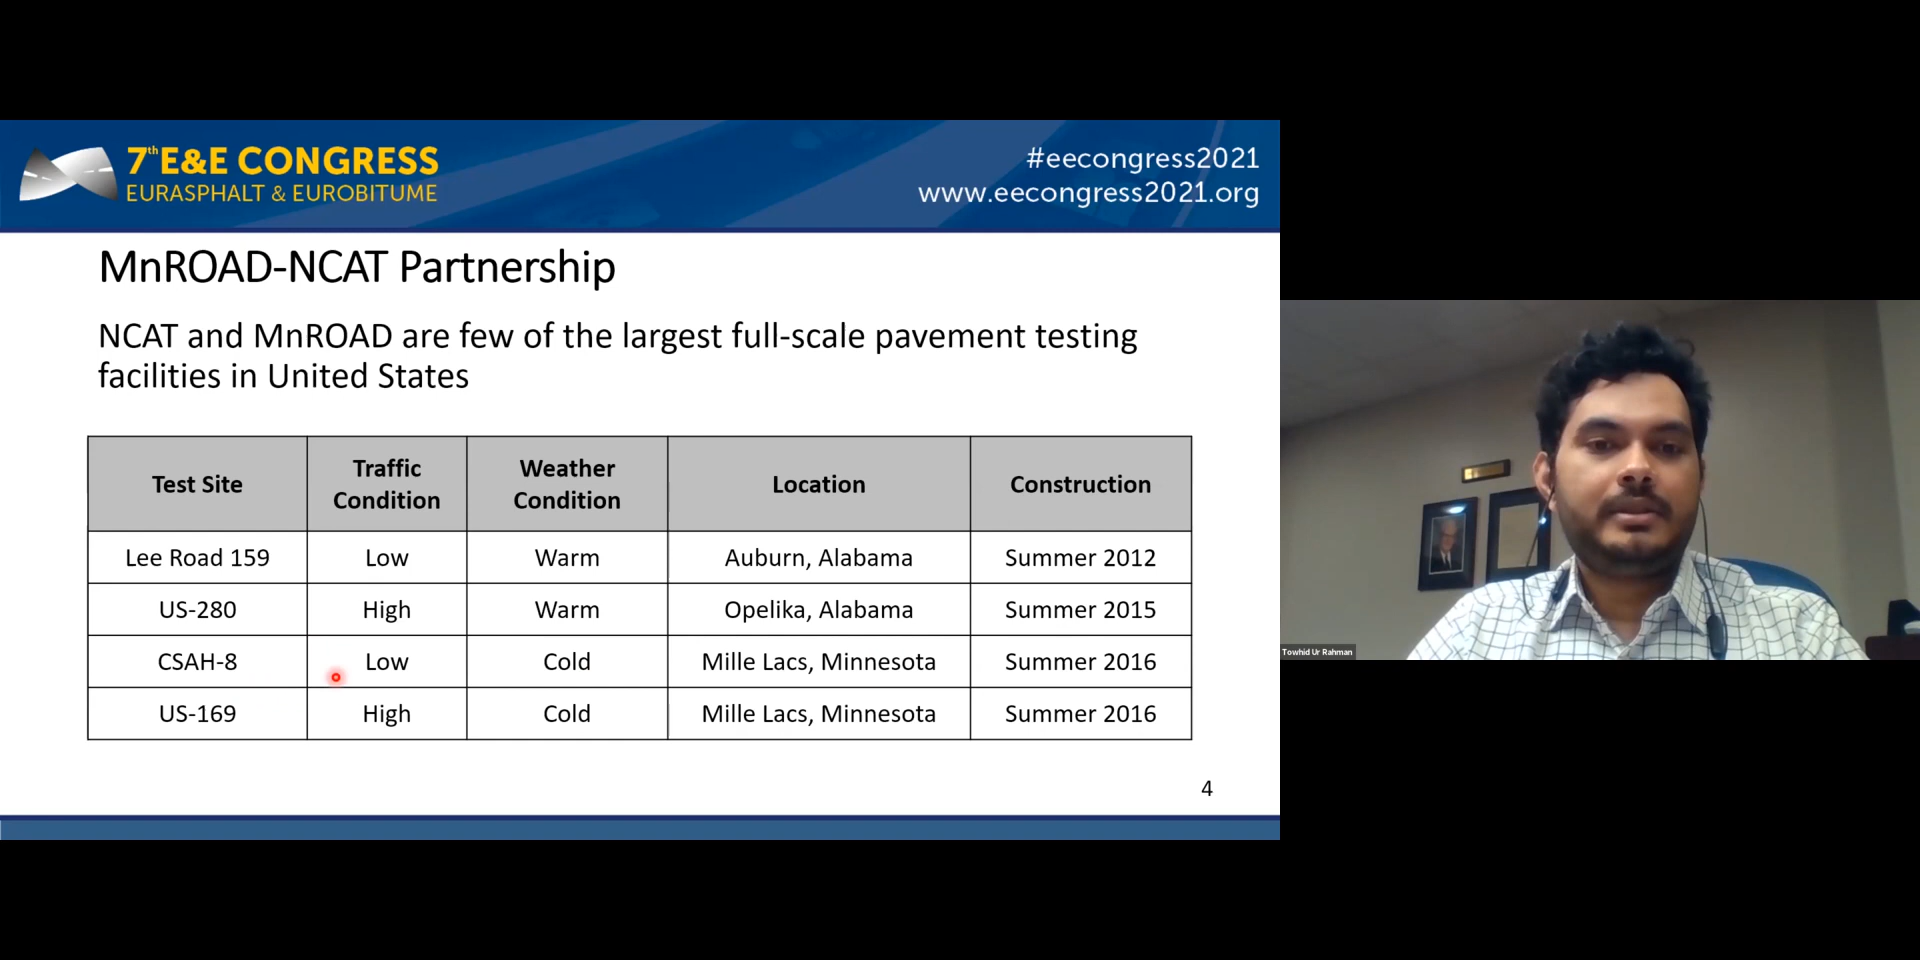 7th E&E CONGRESS
EURASPHALT & EUROBITUME
#eecongress2021
www.eecongress2021.org
MnROAD-NCAT Partnership
NCAT and MnROAD are few of the largest full-scale pavement testing
facilities in United States
Test Site Traffic Condition Weather Condition Location Construction
Lee Road 159 Low Warm Auburn, Alabama Summer 2012
US-280 High Warm Opelika, Alabama Summer 2015
CSAH-8 Low Cold Mille Lacs, Minnesota Summer 2016
US-169 High Cold Mille Lacs, Minnesota Summer 2016
4
Towhid Ur Rahman